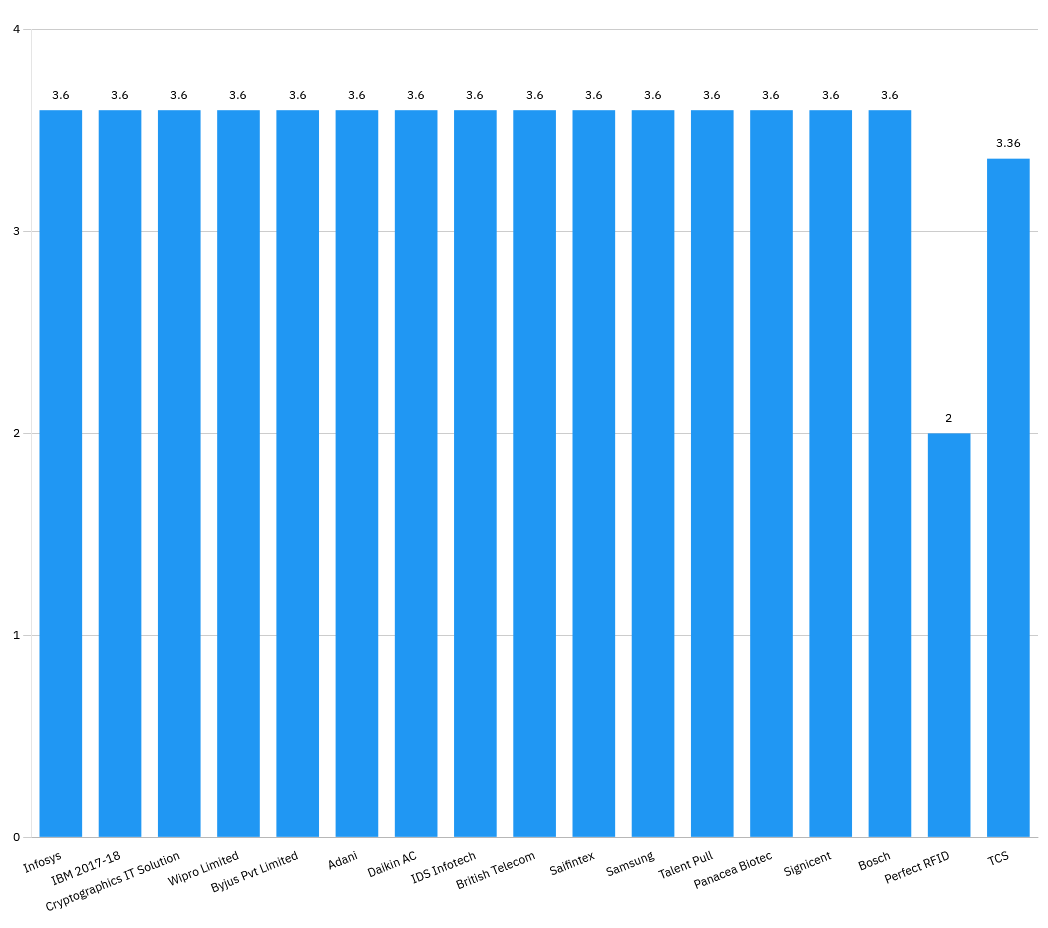 4
3.6 3.6 3.6 3.6 3.6 3.6 3.6 3.6 3.6 3.6 3.6 3.6 3.6 3.6 3.6
3.36
3
2
2
1
0
Infosys
IBM 2017-18
Cryptographics IT Solution
Wipro Limited
Byjus Pvt Limited
Adani
Daikin AC
IDS Infotech
British Telecom
Saifintex
Samsung
Talent Pull
Panacea Biotec
Signicent
Bosch
Perfect RFID
TCS